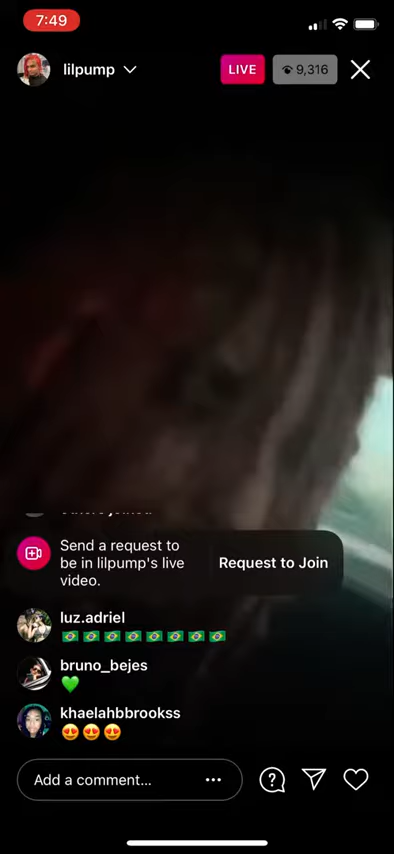 7:49
lilpump
LIVE
9,316
Send a request to
be in lilpump's live
video.
Request to Join
luz.adriel
🇧🇷🇧🇷🇧🇷🇧🇷🇧🇷🇧🇷🇧🇷🇧🇷
bruno_bejes
💚
khaelahbbrookss
😍😍😍
Add a comment...